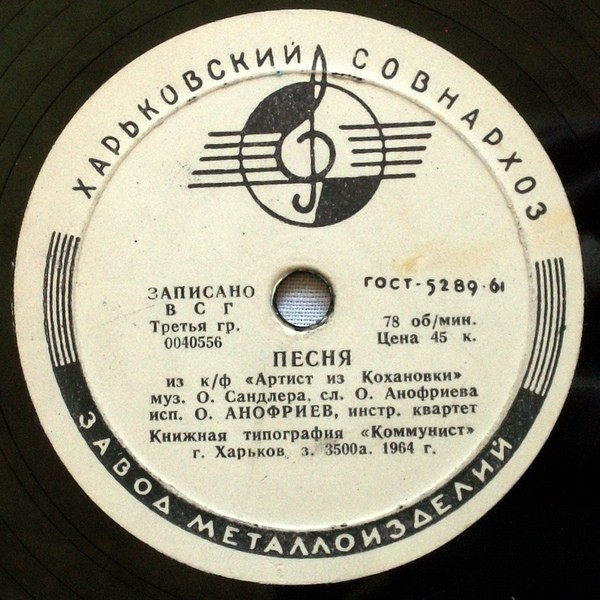 ХАРЬКОВСКИЙ СОВНАРХОЗ
ЗАПИСАНО
В С Г
Третья гр.
0040556
ГОСТ-5289-61
78 об/мин.
Цена 45 к.
ПЕСНЯ
из к/ф «Артист из Кохановки»
муз. О. Сандлера, сл. О. Анофриева
исп. О. АНОФРИЕВ, инстр. квартет
Книжная типография «Коммунист»
г. Харьков з. 3500а. 1964 г.
ЗАВОД МЕТАЛЛОИЗДЕЛИЙ